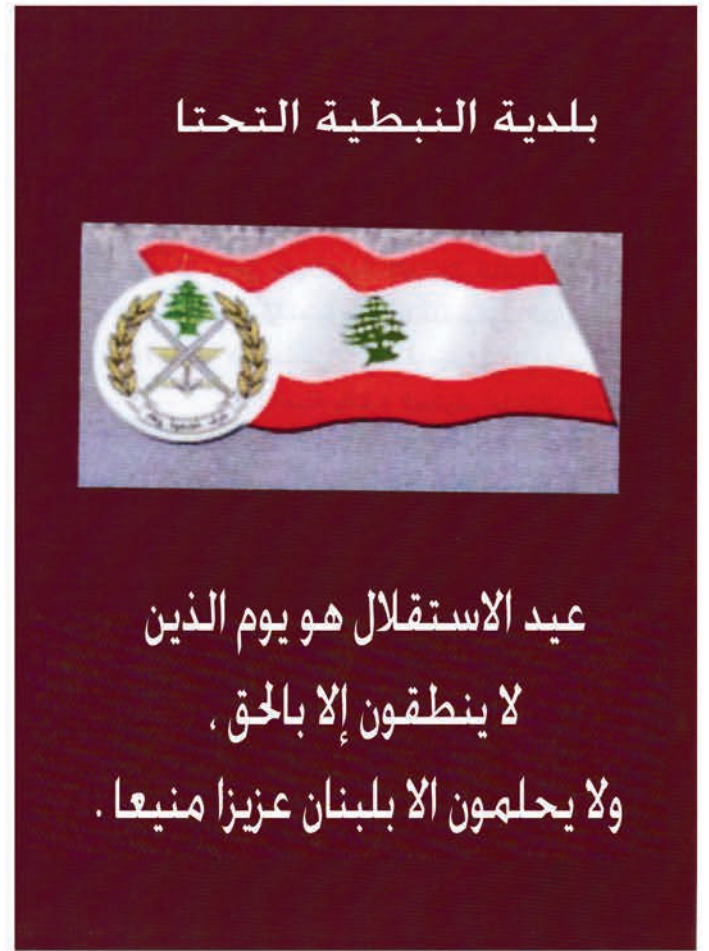 بلدية النبطية التحتا
عيد الاستقلال هو يوم الذين
لا ينطقون إلا بالحق ،
ولا يحلمون الا بلبنان عزيزا منيعا .